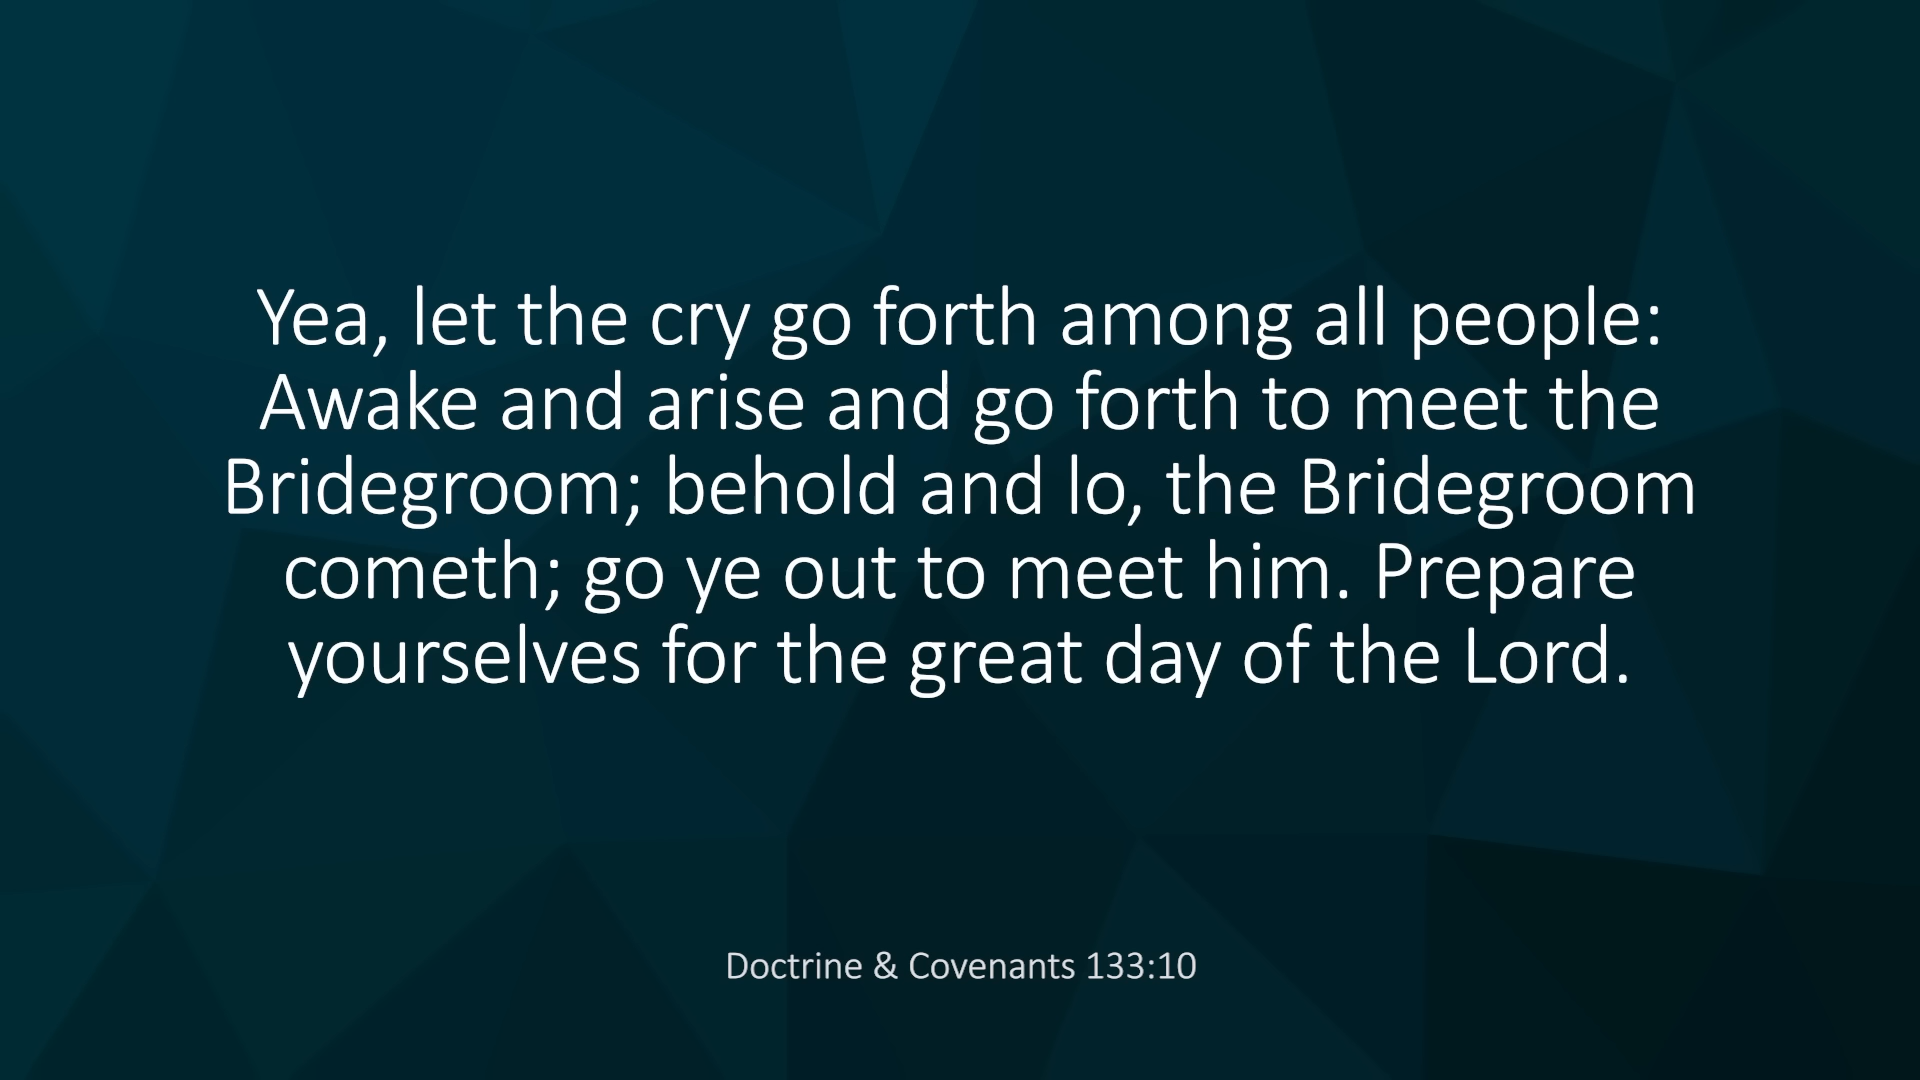 Yea, let the cry go forth among all people:
Awake and arise and go forth to meet the
Bridegroom; behold and lo, the Bridegroom
cometh; go ye out to meet him. Prepare
yourselves for the great day of the Lord.
Doctrine & Covenants 133:10